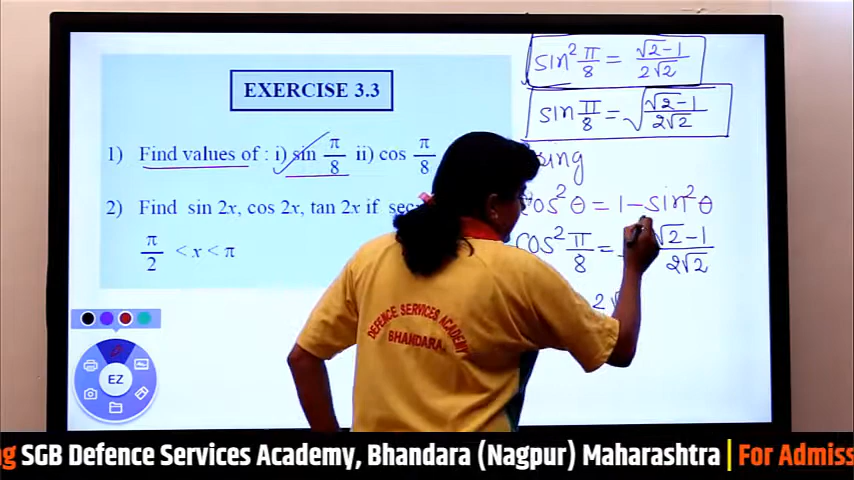 EXERCISE 3.3
1) Find values of : i) sin π/8 ii) cos π/8
2) Find sin 2x, cos 2x, tan 2x if sec
π/2 < x < π
sin² π/8 = √2-1/2√2
sin π/8 = √(√2-1/2√2)
cos² θ = 1-sin² θ
cos² π/8 = √2-1/2√2
2√
EZ
DEFENCE SERVICES ACADEMY
BHANDARA
SGB Defence Services Academy, Bhandara (Nagpur) Maharashtra | For Admiss